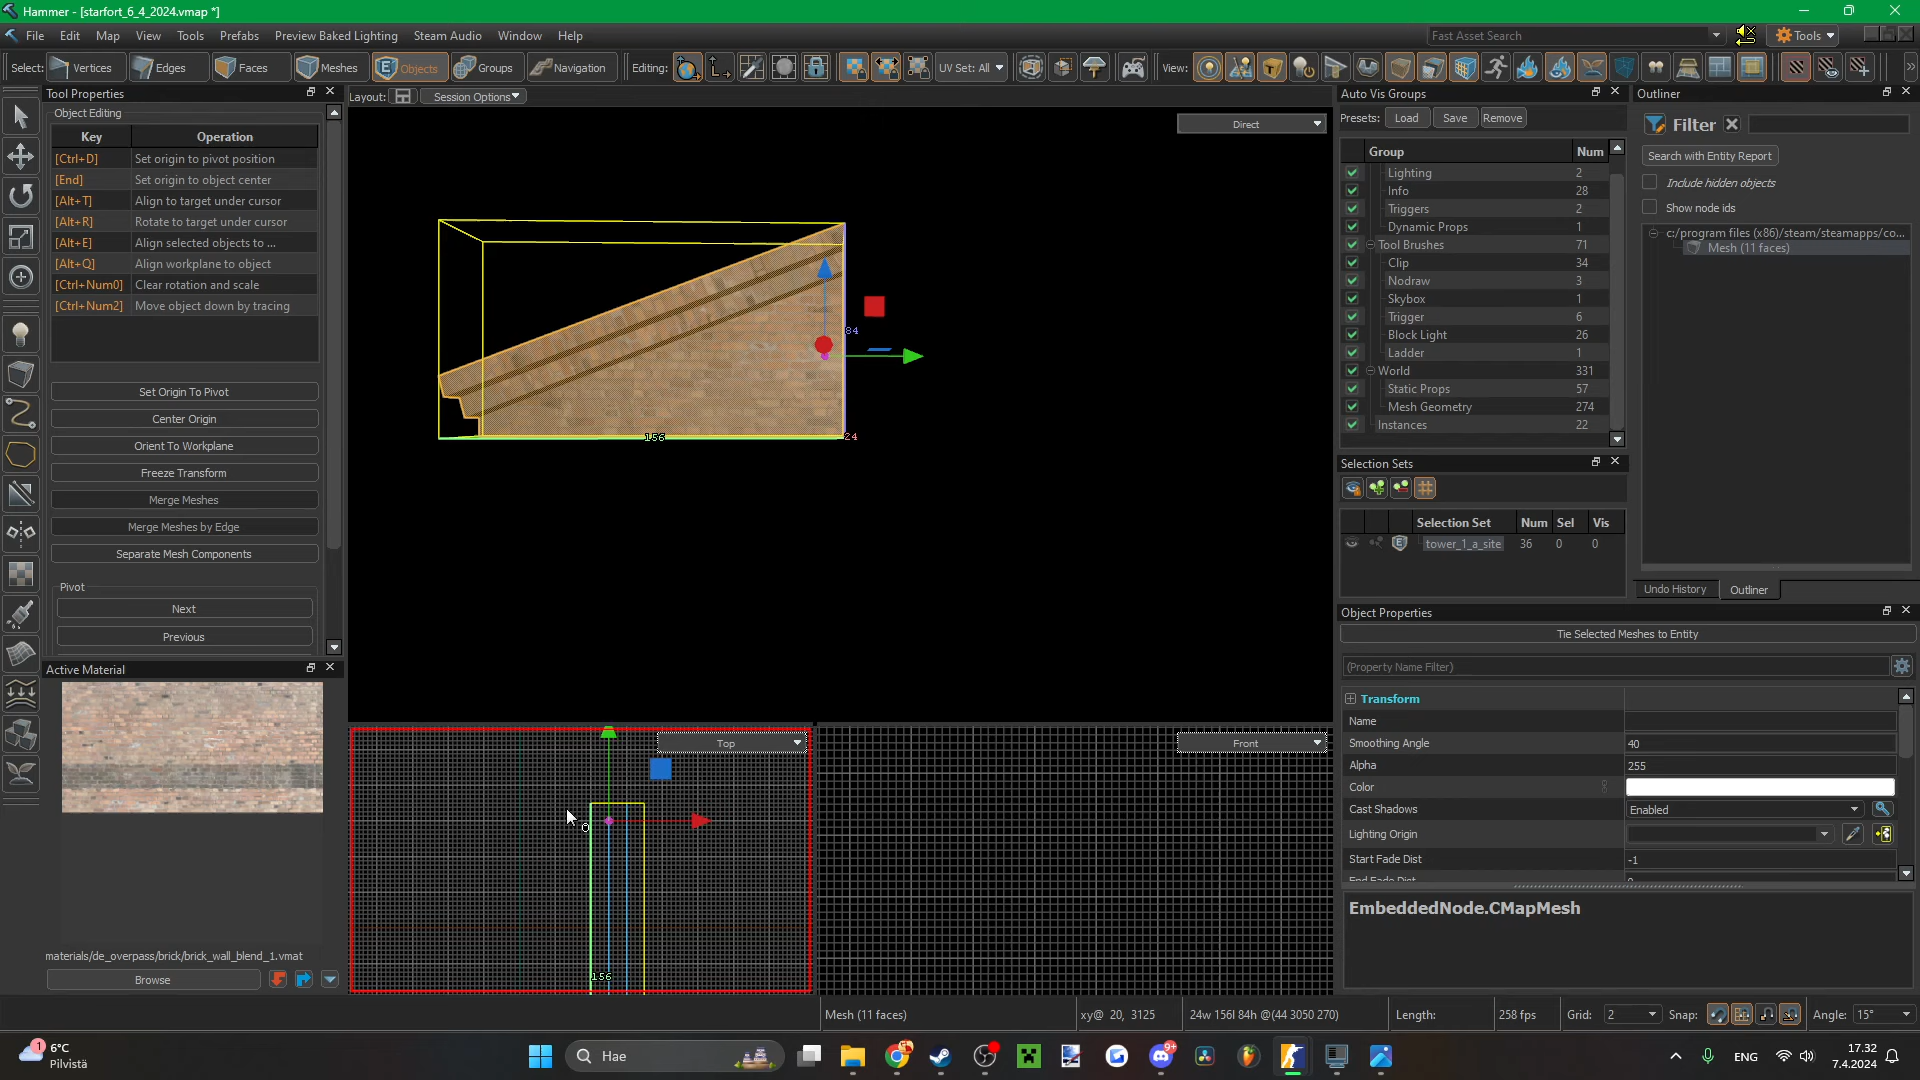 Hammer - [starfort_6_4_2024.vmap *]
File Edit Map View Tools Prefabs Preview Baked Lighting Steam Audio Window Help
Fast Asset Search
Tools
Select: Vertices Edges Faces Meshes Objects Groups Navigation Editing: UV Set: All View:
Tool Properties
Object Editing
Key Operation
[Ctrl+D] Set origin to pivot position
[End] Set origin to object center
[Alt+T] Align to target under cursor
[Alt+R] Rotate to target under cursor
[Alt+E] Align selected objects to ...
[Alt+Q] Align workplane to object
[Ctrl+Num0] Clear rotation and scale
[Ctrl+Num2] Move object down by tracing
Set Origin To Pivot
Center Origin
Orient To Workplane
Freeze Transform
Merge Meshes
Merge Meshes by Edge
Separate Mesh Components
Pivot
Next
Previous
Active Material
materials/de_overpass/brick/brick_wall_blend_1.vmat
Browse
Layout: Session Options
Direct
84
156
24
Top
0
156
Front
Auto Vis Groups
Presets: Load Save Remove
Group Num
Lighting 2
Info 28
Triggers 2
Dynamic Props 1
Tool Brushes 71
Clip 34
Nodraw 3
Skybox 1
Trigger 6
Block Light 26
Ladder 1
World 331
Static Props 57
Mesh Geometry 274
Instances 22
Selection Sets
Selection Set Num Sel Vis
tower_1_a_site 36 0 0
Outliner
Filter
Search with Entity Report
Include hidden objects
Show node ids
c:/program files (x86)/steam/steamapps/co...
Mesh (11 faces)
Undo History Outliner
Object Properties
Tie Selected Meshes to Entity
(Property Name Filter)
Transform
Name
Smoothing Angle 40
Alpha 255
Color
Cast Shadows Enabled
Lighting Origin
Start Fade Dist -1
End Fade Dist
EmbeddedNode.CMapMesh
Mesh (11 faces) xy@ 20, 3125 24w 156l 84h @(44 3050 270) Length: 258 fps Grid: 2 Snap: Angle: 15°
1
6°C
Pilvistä
Hae
9+
ENG
17.32
7.4.2024